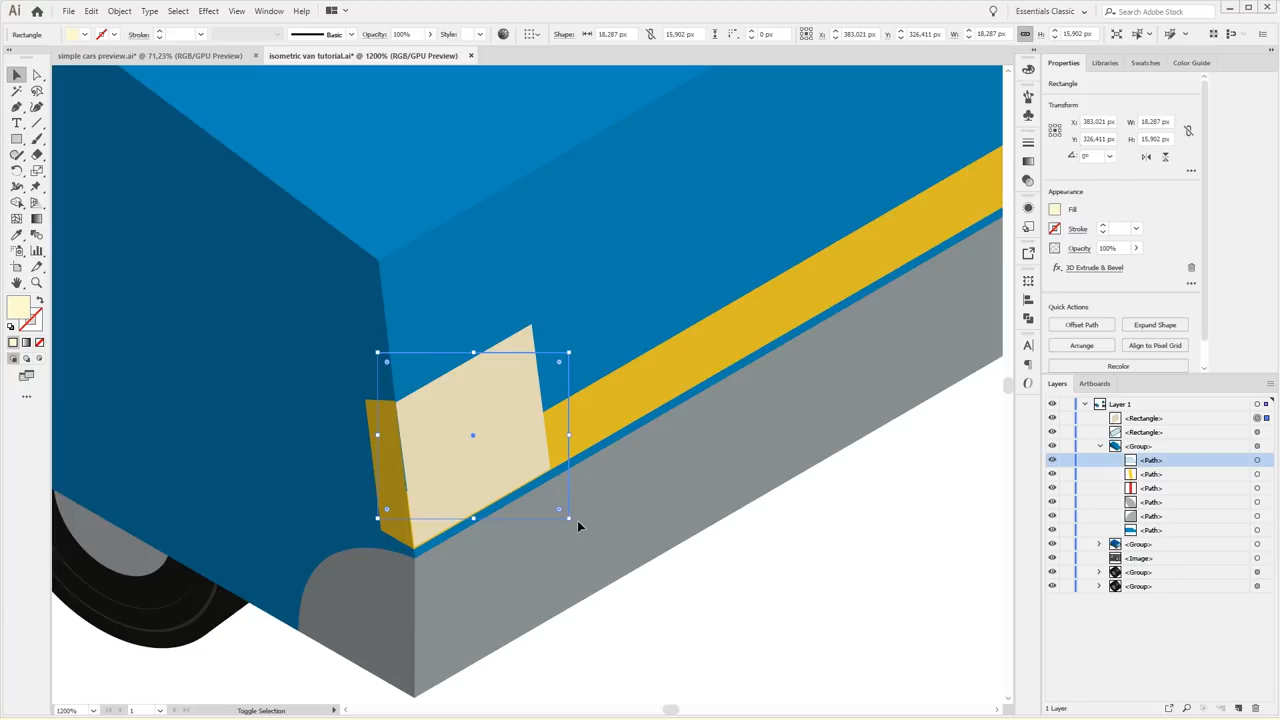 Ai File Edit Object Type Select Effect View Window Help Essentials Classic Search Adobe Stock
Rectangle Stroke: Basic Opacity: 100% Style: Shape: 18,287 px 15,902 px 0 px X: 383,021 px Y: 326,411 px W: 18,287 px H: 15,902 px
simple cars preview.ai* @ 71,23% (RGB/GPU Preview) × isometric van tutorial.ai* @ 1200% (RGB/GPU Preview) ×
Properties Libraries Swatches Color Guide
Rectangle
Transform
X: 383,021 px W: 18,287 px
Y: 326,411 px H: 15,902 px
0°
Appearance
Fill
Stroke
Opacity 100%
fx 3D Extrude & Bevel
Quick Actions
Offset Path Expand Shape
Arrange Align to Pixel Grid
Recolor
Layers Artboards
Layer 1
<Rectangle>
<Rectangle>
<Group>
<Path>
<Path>
<Path>
<Path>
<Path>
<Path>
<Group>
<Image>
<Group>
<Group>
1 Layer
1200% 1 Toggle Selection